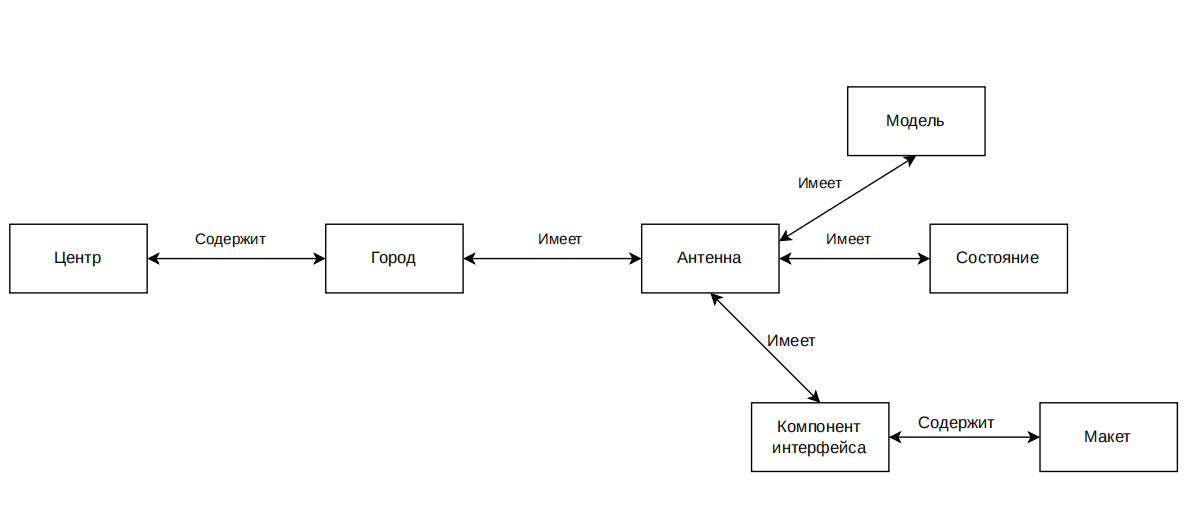 Модель
Имеет
Центр
Содержит
Город
Имеет
Антенна
Имеет
Состояние
Имеет
Компонент
интерфейса
Содержит
Макет